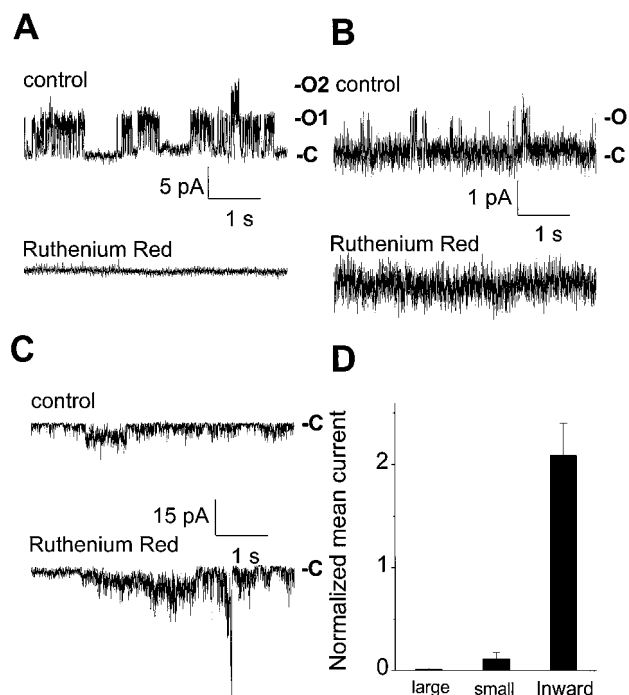 A
control
-O2
-O1
-C
5 pA
1 s
Ruthenium Red
B
control
-O
-C
1 pA
1 s
Ruthenium Red
C
control
-C
15 pA
1 s
Ruthenium Red
-C
D
Normalized mean current
2
1
0
large
small
Inward